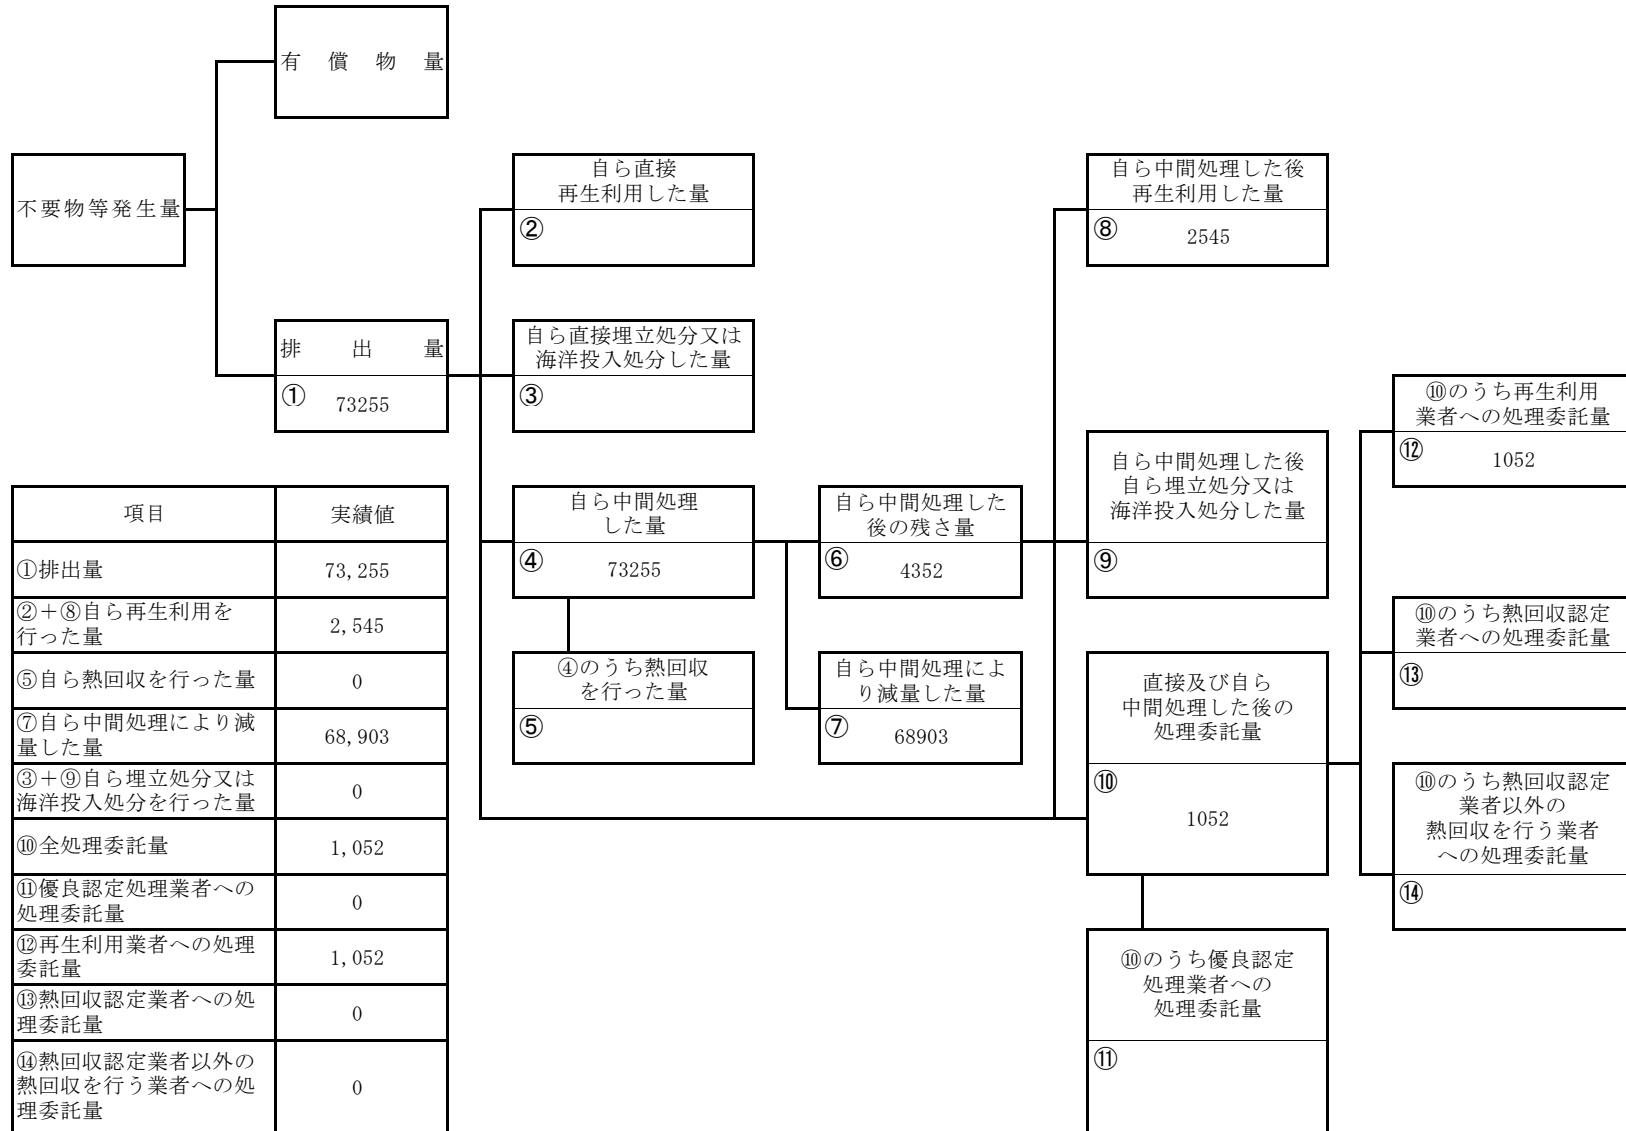 有償物量
不要物等発生量
排出量
① 73255
自ら直接
再生利用した量
②
自ら直接埋立処分又は
海洋投入処分した量
③
自ら中間処理
した量
④ 73255
④のうち熱回収
を行った量
⑤
自ら中間処理した
後の残さ量
⑥ 4352
自ら中間処理によ
り減量した量
⑦ 68903
自ら中間処理した後
再生利用した量
⑧ 2545
自ら中間処理した後
自ら埋立処分又は
海洋投入処分した量
⑨
直接及び自ら
中間処理した後の
処理委託量
⑩
1052
⑩のうち優良認定
処理業者への
処理委託量
⑪
⑩のうち再生利用
業者への処理委託量
⑫ 1052
⑩のうち熱回収認定
業者への処理委託量
⑬
⑩のうち熱回収認定
業者以外の
熱回収を行う業者
への処理委託量
⑭
項目 実績値
①排出量 73,255
②+⑧自ら再生利用を
行った量 2,545
⑤自ら熱回収を行った量 0
⑦自ら中間処理により減
量した量 68,903
③+⑨自ら埋立処分又は
海洋投入処分を行った量 0
⑩全処理委託量 1,052
⑪優良認定処理業者への
処理委託量 0
⑫再生利用業者への処理
委託量 1,052
⑬熱回収認定業者への処
理委託量 0
⑭熱回収認定業者以外の
熱回収を行う業者への処
理委託量 0